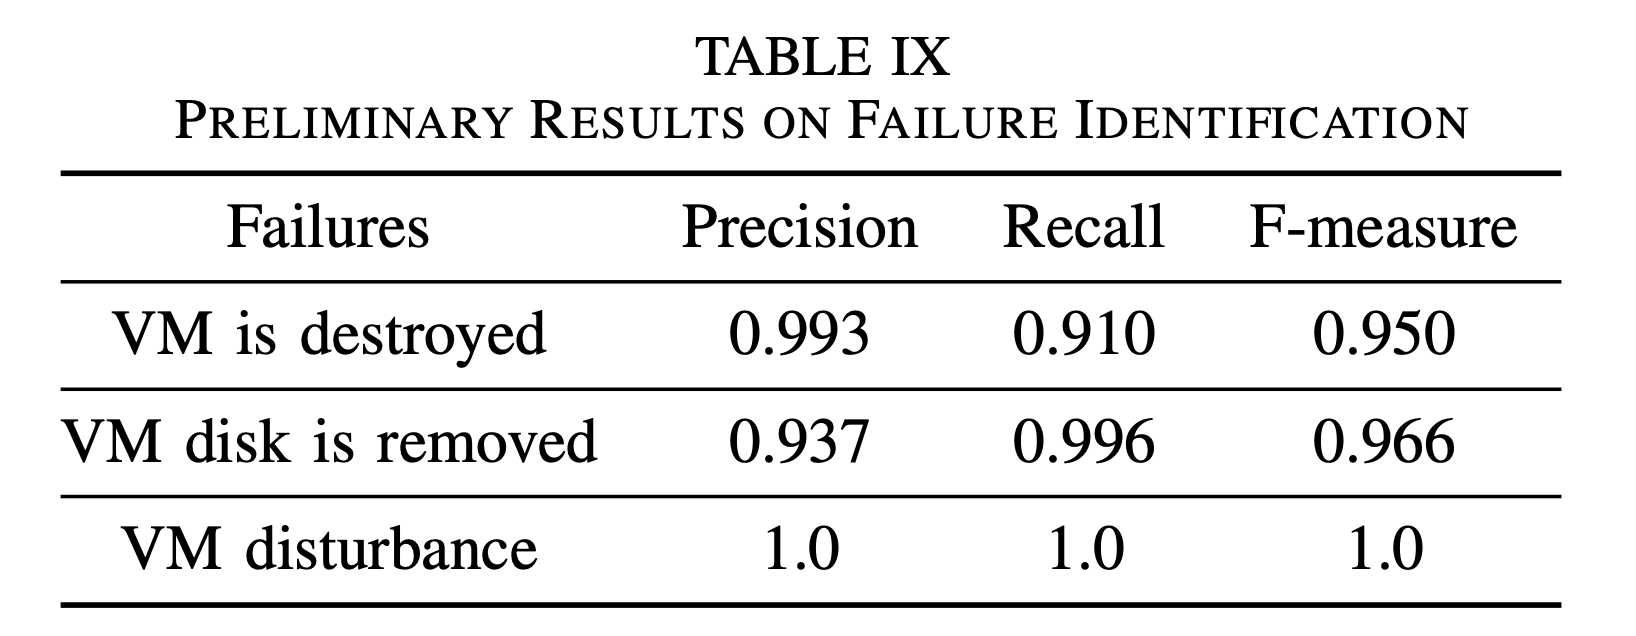 TABLE IX
PRELIMINARY RESULTS ON FAILURE IDENTIFICATION
Failures Precision Recall F-measure
VM is destroyed 0.993 0.910 0.950
VM disk is removed 0.937 0.996 0.966
VM disturbance 1.0 1.0 1.0